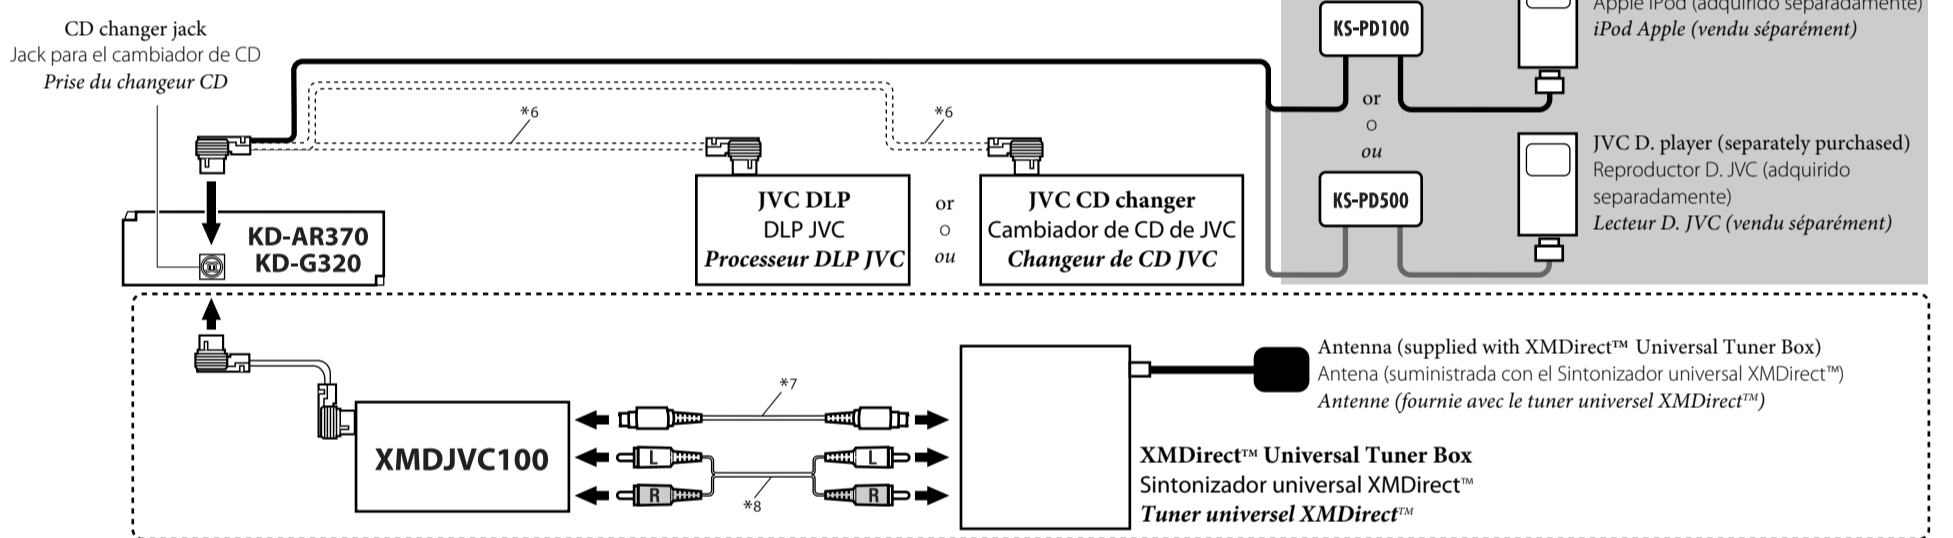 CD changer jack
Jack para el cambiador de CD
Prise du changeur CD
*6
*6
KS-PD100
Apple iPod (adquirido separadamente)
iPod Apple (vendu séparément)
or
o
ou
KS-PD500
JVC D. player (separately purchased)
Reproductor D. JVC (adquirido
separadamente)
Lecteur D. JVC (vendu séparément)
KD-AR370
KD-G320
JVC DLP
DLP JVC
Processeur DLP JVC
or
o
ou
JVC CD changer
Cambiador de CD de JVC
Changeur de CD JVC
XMDJVC100
*7
L
L
R
R
*8
Antenna (supplied with XMDirect™ Universal Tuner Box)
Antena (suministrada con el Sintonizador universal XMDirect™)
Antenne (fournie avec le tuner universel XMDirect™)
XMDirect™ Universal Tuner Box
Sintonizador universal XMDirect™
Tuner universel XMDirect™